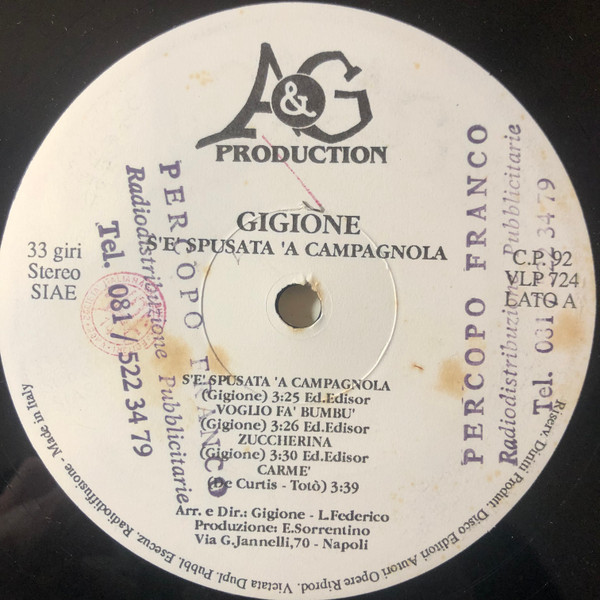 A&G
PRODUCTION
GIGIONE
S'E' SPUSATA 'A CAMPAGNOLA
33 giri
Stereo
SIAE
C.P. 92
VLP 724
LATO A
S'E' SPUSATA 'A CAMPAGNOLA
(Gigione) 3:25 Ed.Edisor
VOGLIO FA' BUMBU'
(Gigione) 3:26 Ed.Edisor
ZUCCHERINA
(Gigione) 3:30 Ed.Edisor
CARME'
(De Curtis - Totò) 3:39
Arr. e Dir.: Gigione - L.Federico
Produzione: E.Sorrentino
Via G.Jannelli,70 - Napoli
Riserv. Diritti Produt. Disco Editori Autori Opere Riprod. Vietata Dupl. Pubbl. Esecuz. Radiodiffusione - Made in Italy
PERCOPO FRANCO
Radiodistribuzione Pubblicitarie
Tel. 081/522 34 79
PERCOPO FRANCO
Radiodistribuzione Pubblicitarie
Tel. 081 22 34 79